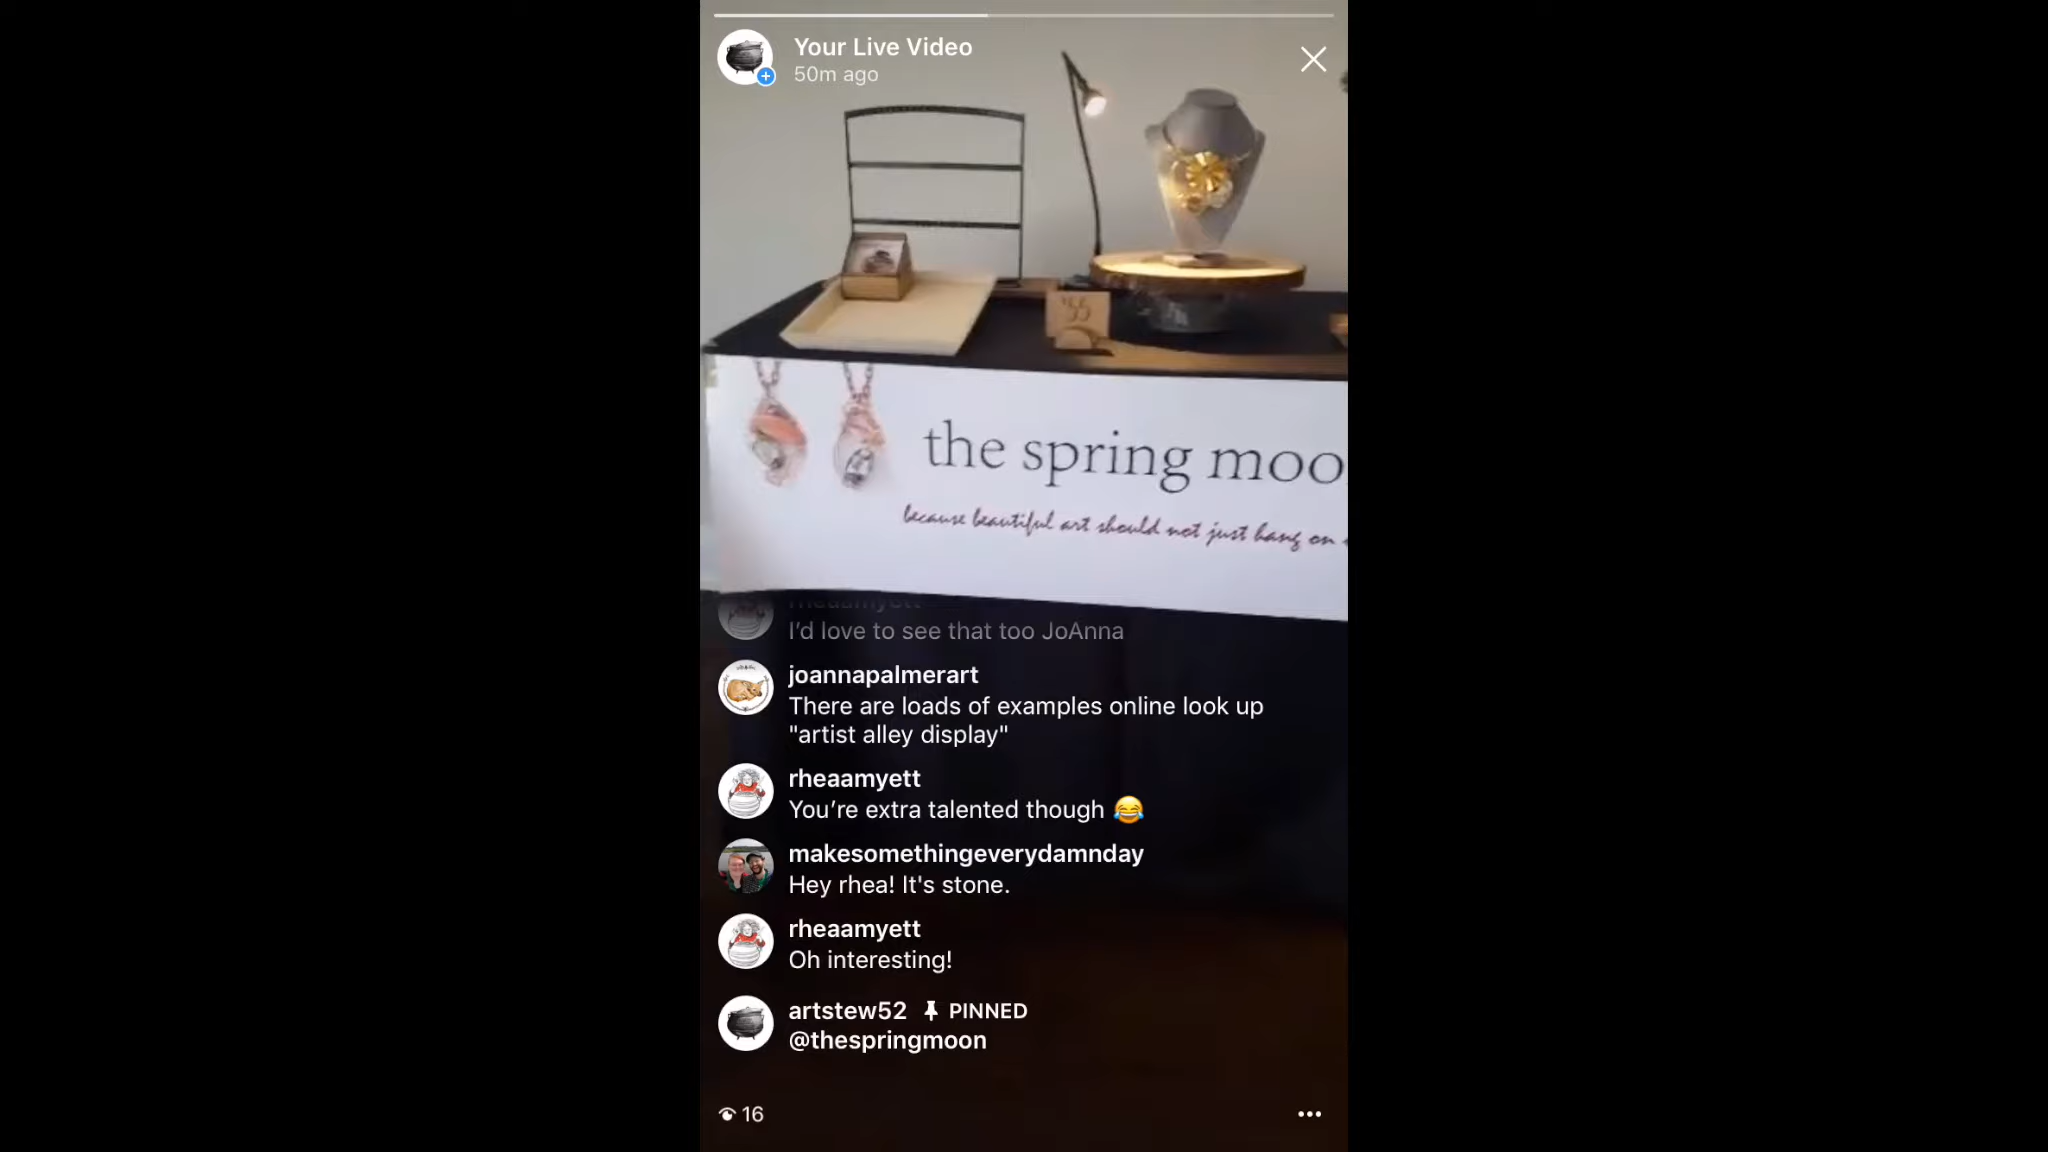 Your Live Video
50m ago
'55
the spring moo
because beautiful art should not just hang on
rheaamyett
I'd love to see that too JoAnna
joannapalmerart
There are loads of examples online look up
"artist alley display"
rheaamyett
You're extra talented though 😂
makesomethingeverydamnday
Hey rhea! It's stone.
rheaamyett
Oh interesting!
artstew52 PINNED
@thespringmoon
16